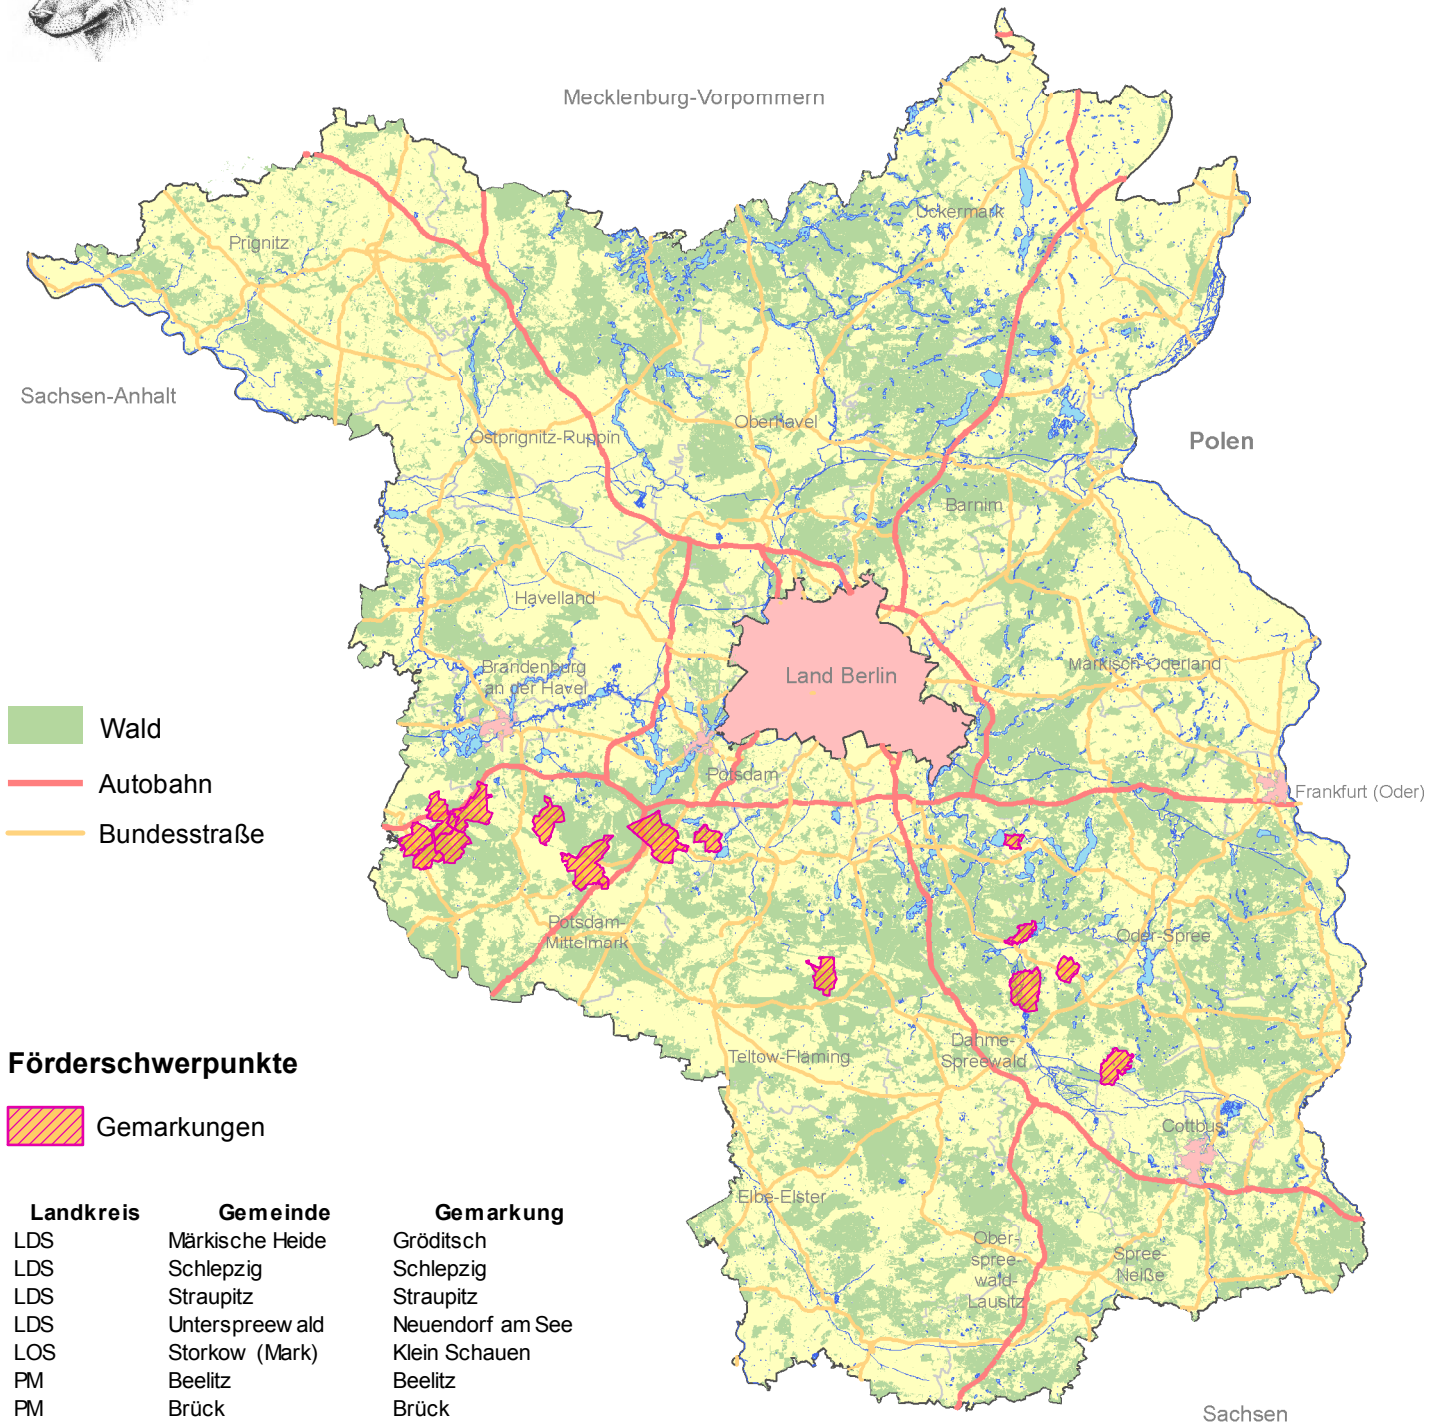 Mecklenburg-Vorpommern
Uckermark
Prignitz
Sachsen-Anhalt
Oberhavel
Ostprignitz-Ruppin
Polen
Barnim
Havelland
Brandenburg
an der Havel
Land Berlin
Märkisch-Oderland
Wald
Potsdam
Autobahn
Frankfurt (Oder)
Bundesstraße
Potsdam-
Mittelmark
Oder-Spree
Dahme-
Spreewald
Teltow-Fläming
Förderschwerpunkte
Gemarkungen
Cottbus
Elbe-Elster
Ober-
spree-
wald-
Lausitz
Spree-
Neiße
Landkreis Gemeinde Gemarkung
LDS Märkische Heide Gröditsch
LDS Schlepzig Schlepzig
LDS Straupitz Straupitz
LDS Unterspreewald Neuendorf am See
LOS Storkow (Mark) Klein Schauen
PM Beelitz Beelitz
PM Brück Brück
Sachsen